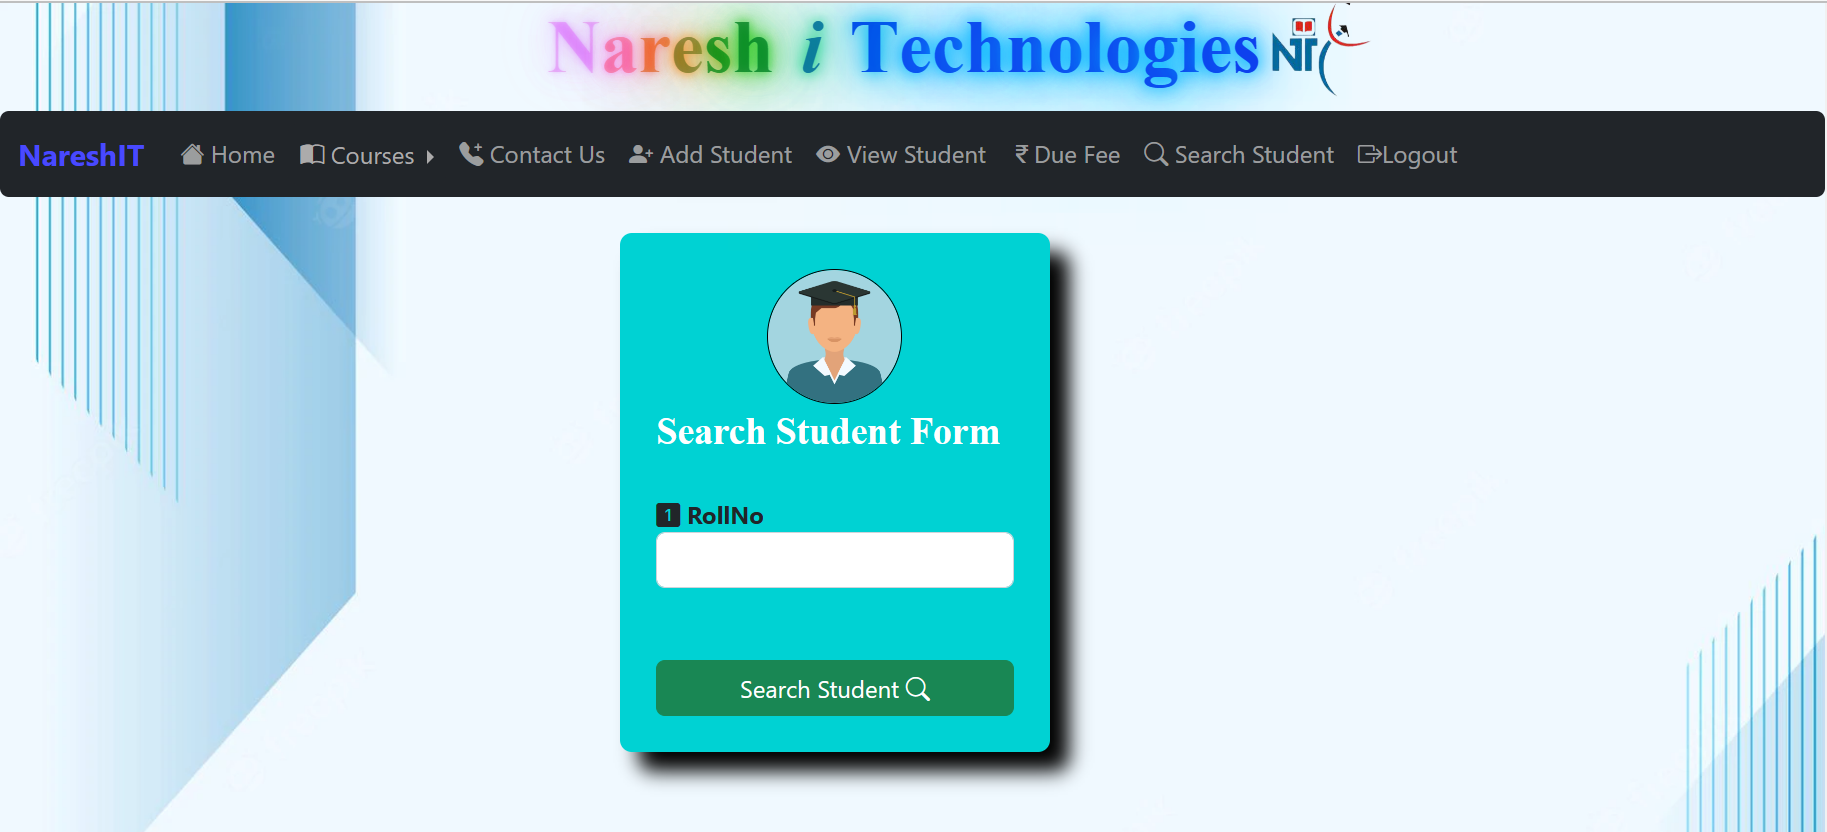 Naresh i Technologies NiT
NareshIT Home Courses Contact Us Add Student View Student ₹ Due Fee Search Student Logout
Search Student Form
1 RollNo
Search Student